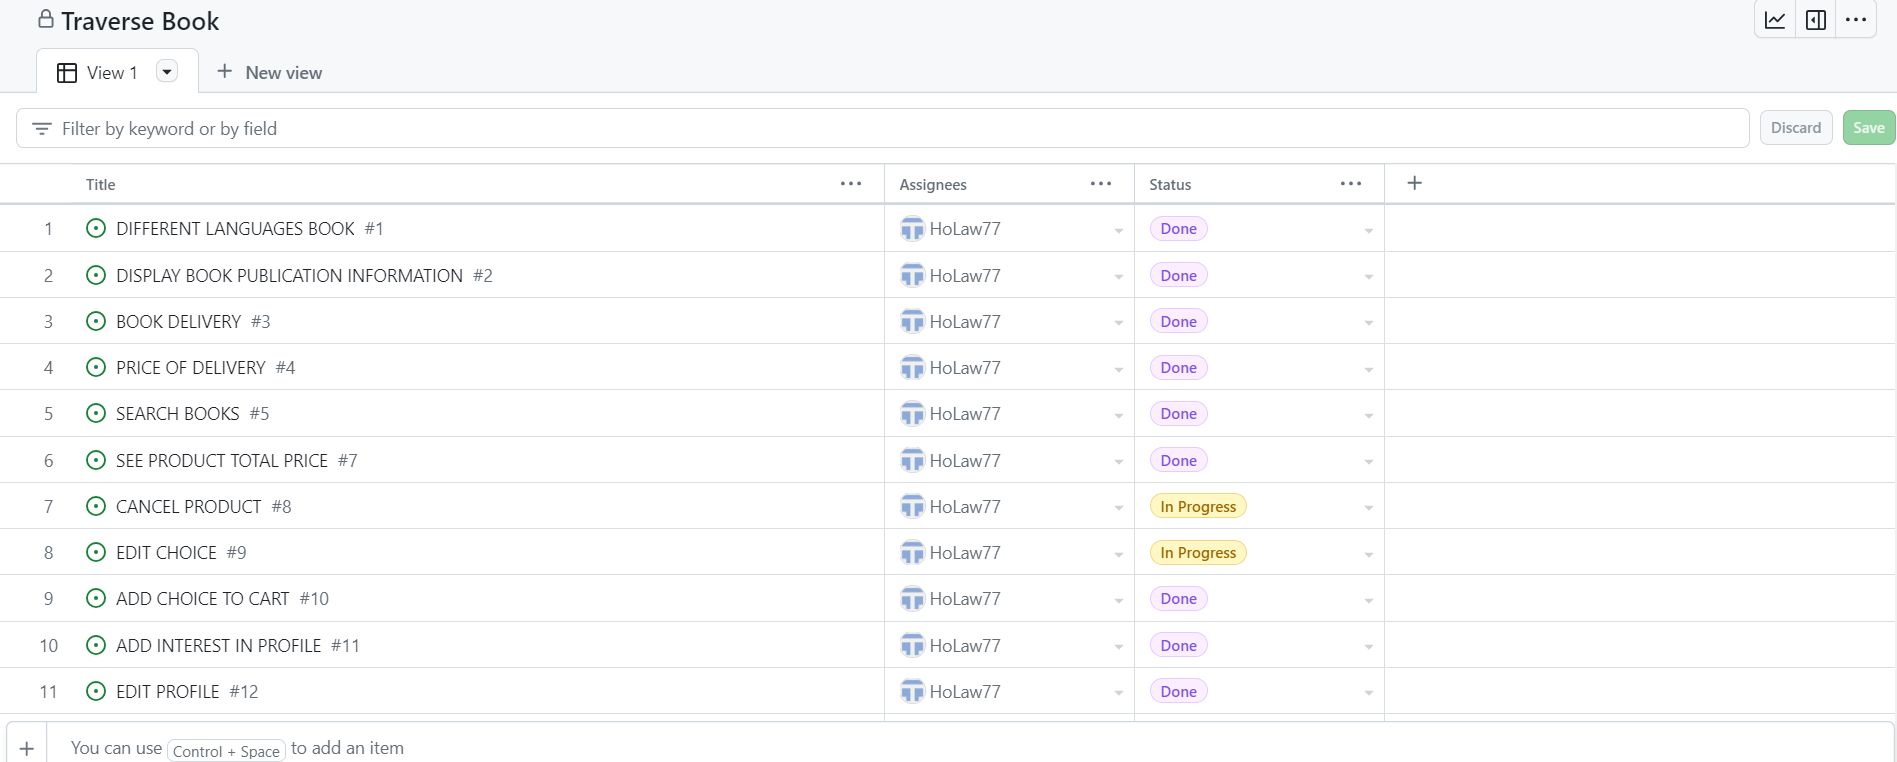 Traverse Book
View 1 New view
Filter by keyword or by field Discard Save
Title Assignees Status
1 DIFFERENT LANGUAGES BOOK #1 HoLaw77 Done
2 DISPLAY BOOK PUBLICATION INFORMATION #2 HoLaw77 Done
3 BOOK DELIVERY #3 HoLaw77 Done
4 PRICE OF DELIVERY #4 HoLaw77 Done
5 SEARCH BOOKS #5 HoLaw77 Done
6 SEE PRODUCT TOTAL PRICE #7 HoLaw77 Done
7 CANCEL PRODUCT #8 HoLaw77 In Progress
8 EDIT CHOICE #9 HoLaw77 In Progress
9 ADD CHOICE TO CART #10 HoLaw77 Done
10 ADD INTEREST IN PROFILE #11 HoLaw77 Done
11 EDIT PROFILE #12 HoLaw77 Done
You can use Control + Space to add an item